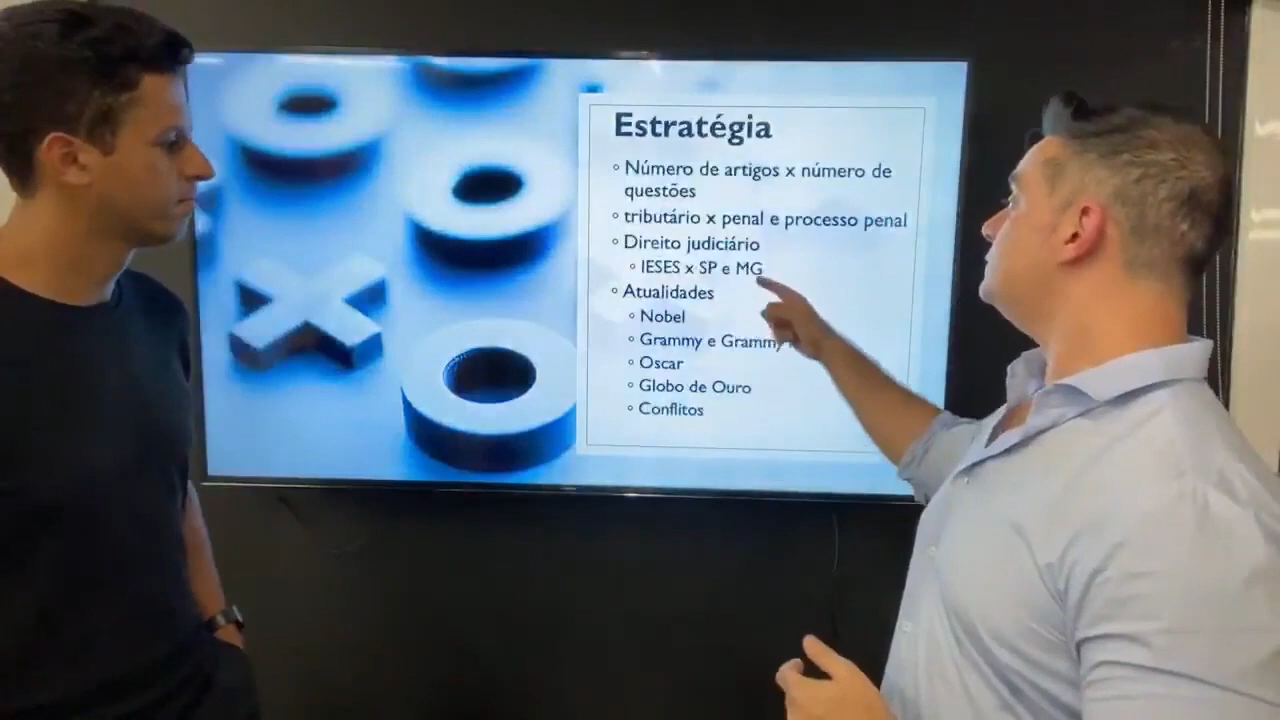 Estratégia
Número de artigos x número de
questões
tributário x penal e processo penal
Direito judiciário
IESES x SP e MG
Atualidades
Nobel
Grammy e Grammy
Oscar
Globo de Ouro
Conflitos